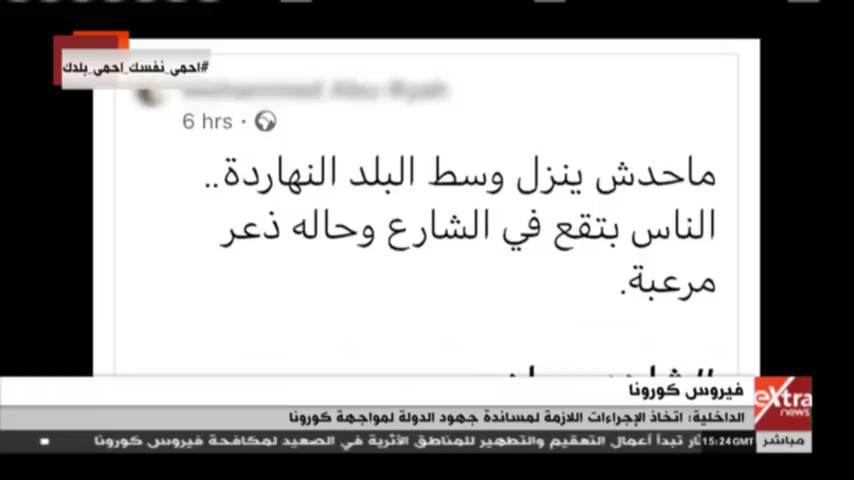 #احمى_نفسك_احمى_بلدك
6 hrs ·
ماحدش ينزل وسط البلد النهاردة..
الناس بتقع في الشارع وحاله ذعر
مرعبة.
فيروس كورونا
الداخلية: اتخاذ الإجراءات اللازمة لمساندة جهود الدولة لمواجهة كورونا
eXtra
news
تبدأ أعمال التعقيم والتطهير للمناطق الأثرية في الصعيد لمكافحة فيروس كورونا
15:24 GMT
مباشر